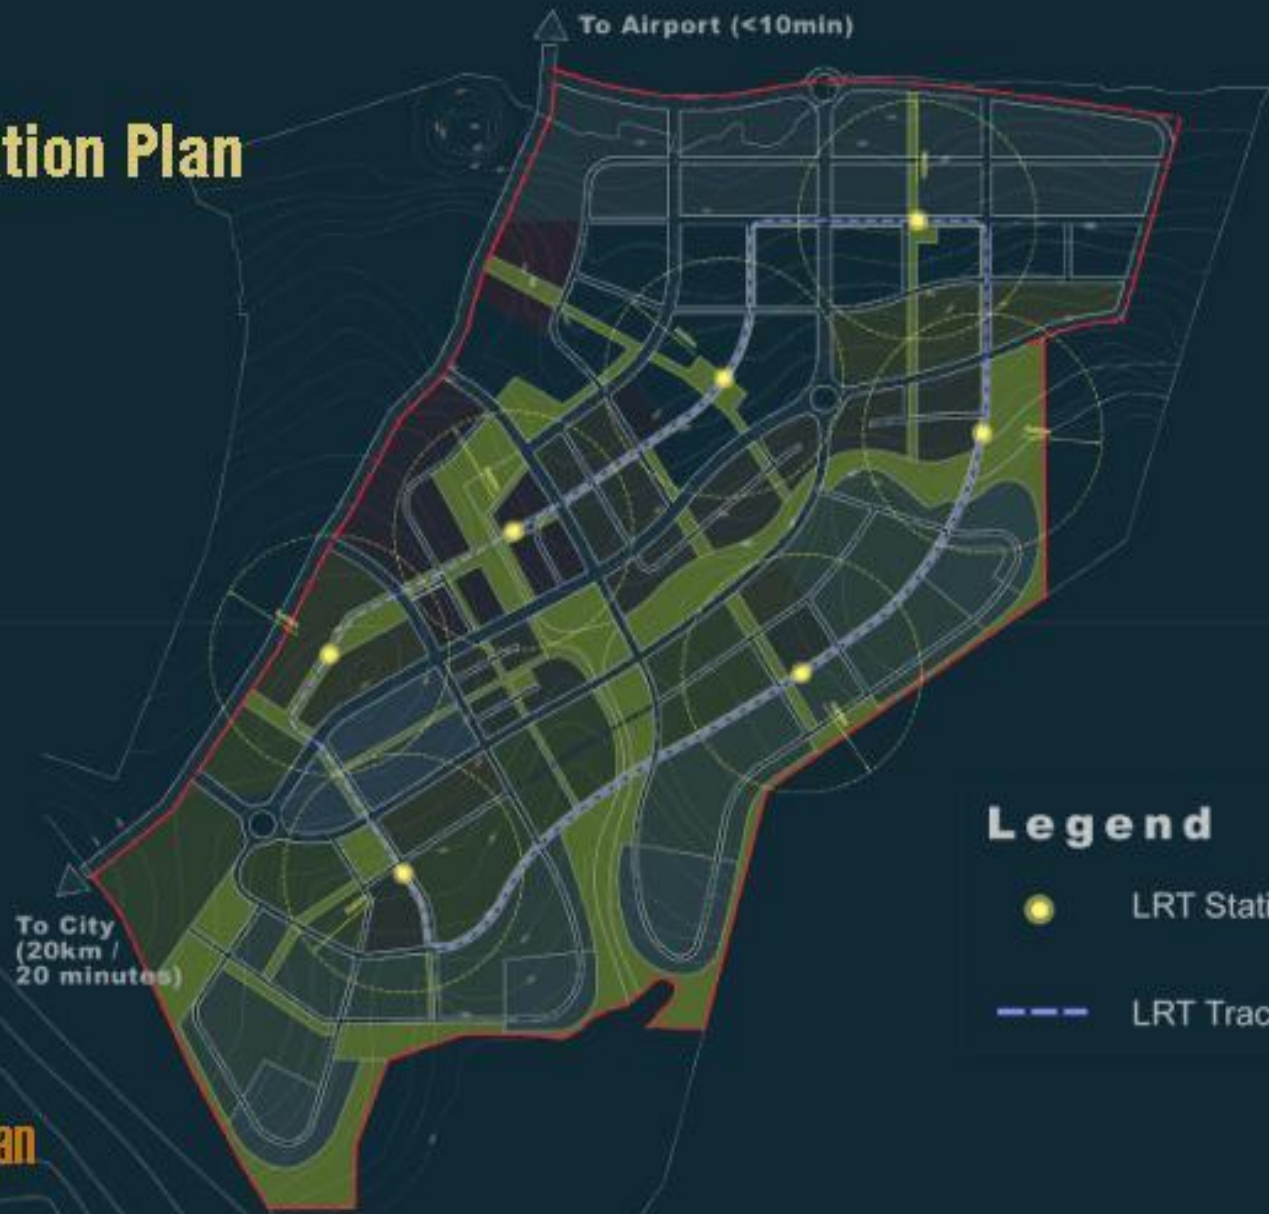 To Airport (<10min)
tion Plan
Legend
LRT Stati
To City
(20km /
20 minutes)
LRT Trac
an